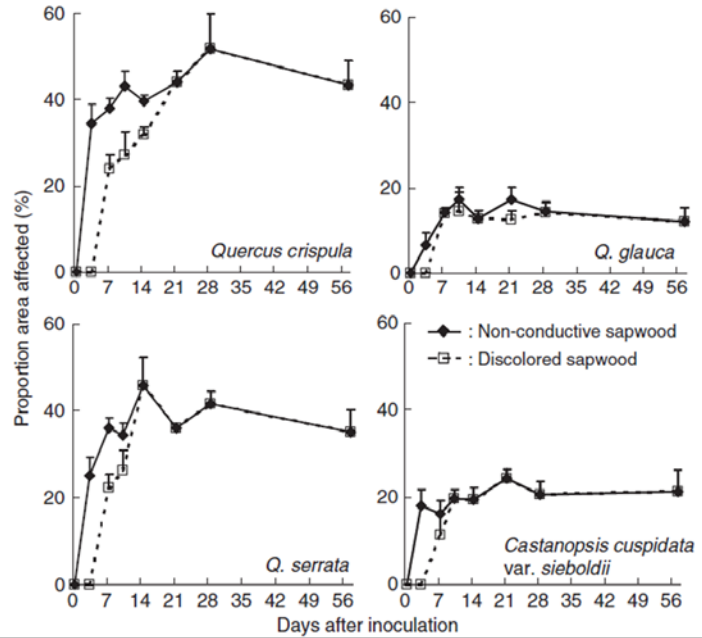 Proportion area affected (%)
60
40
20
0
0 7 14 21 28 35 42 49 56
Quercus crispula
60
40
20
0
0 7 14 21 28 35 42 49 56
Q. glauca
60
40
20
0
0 7 14 21 28 35 42 49 56
Q. serrata
60
40
20
0
0 7 14 21 28 35 42 49 56
: Non-conductive sapwood
: Discolored sapwood
Castanopsis cuspidata
var. sieboldii
Days after inoculation